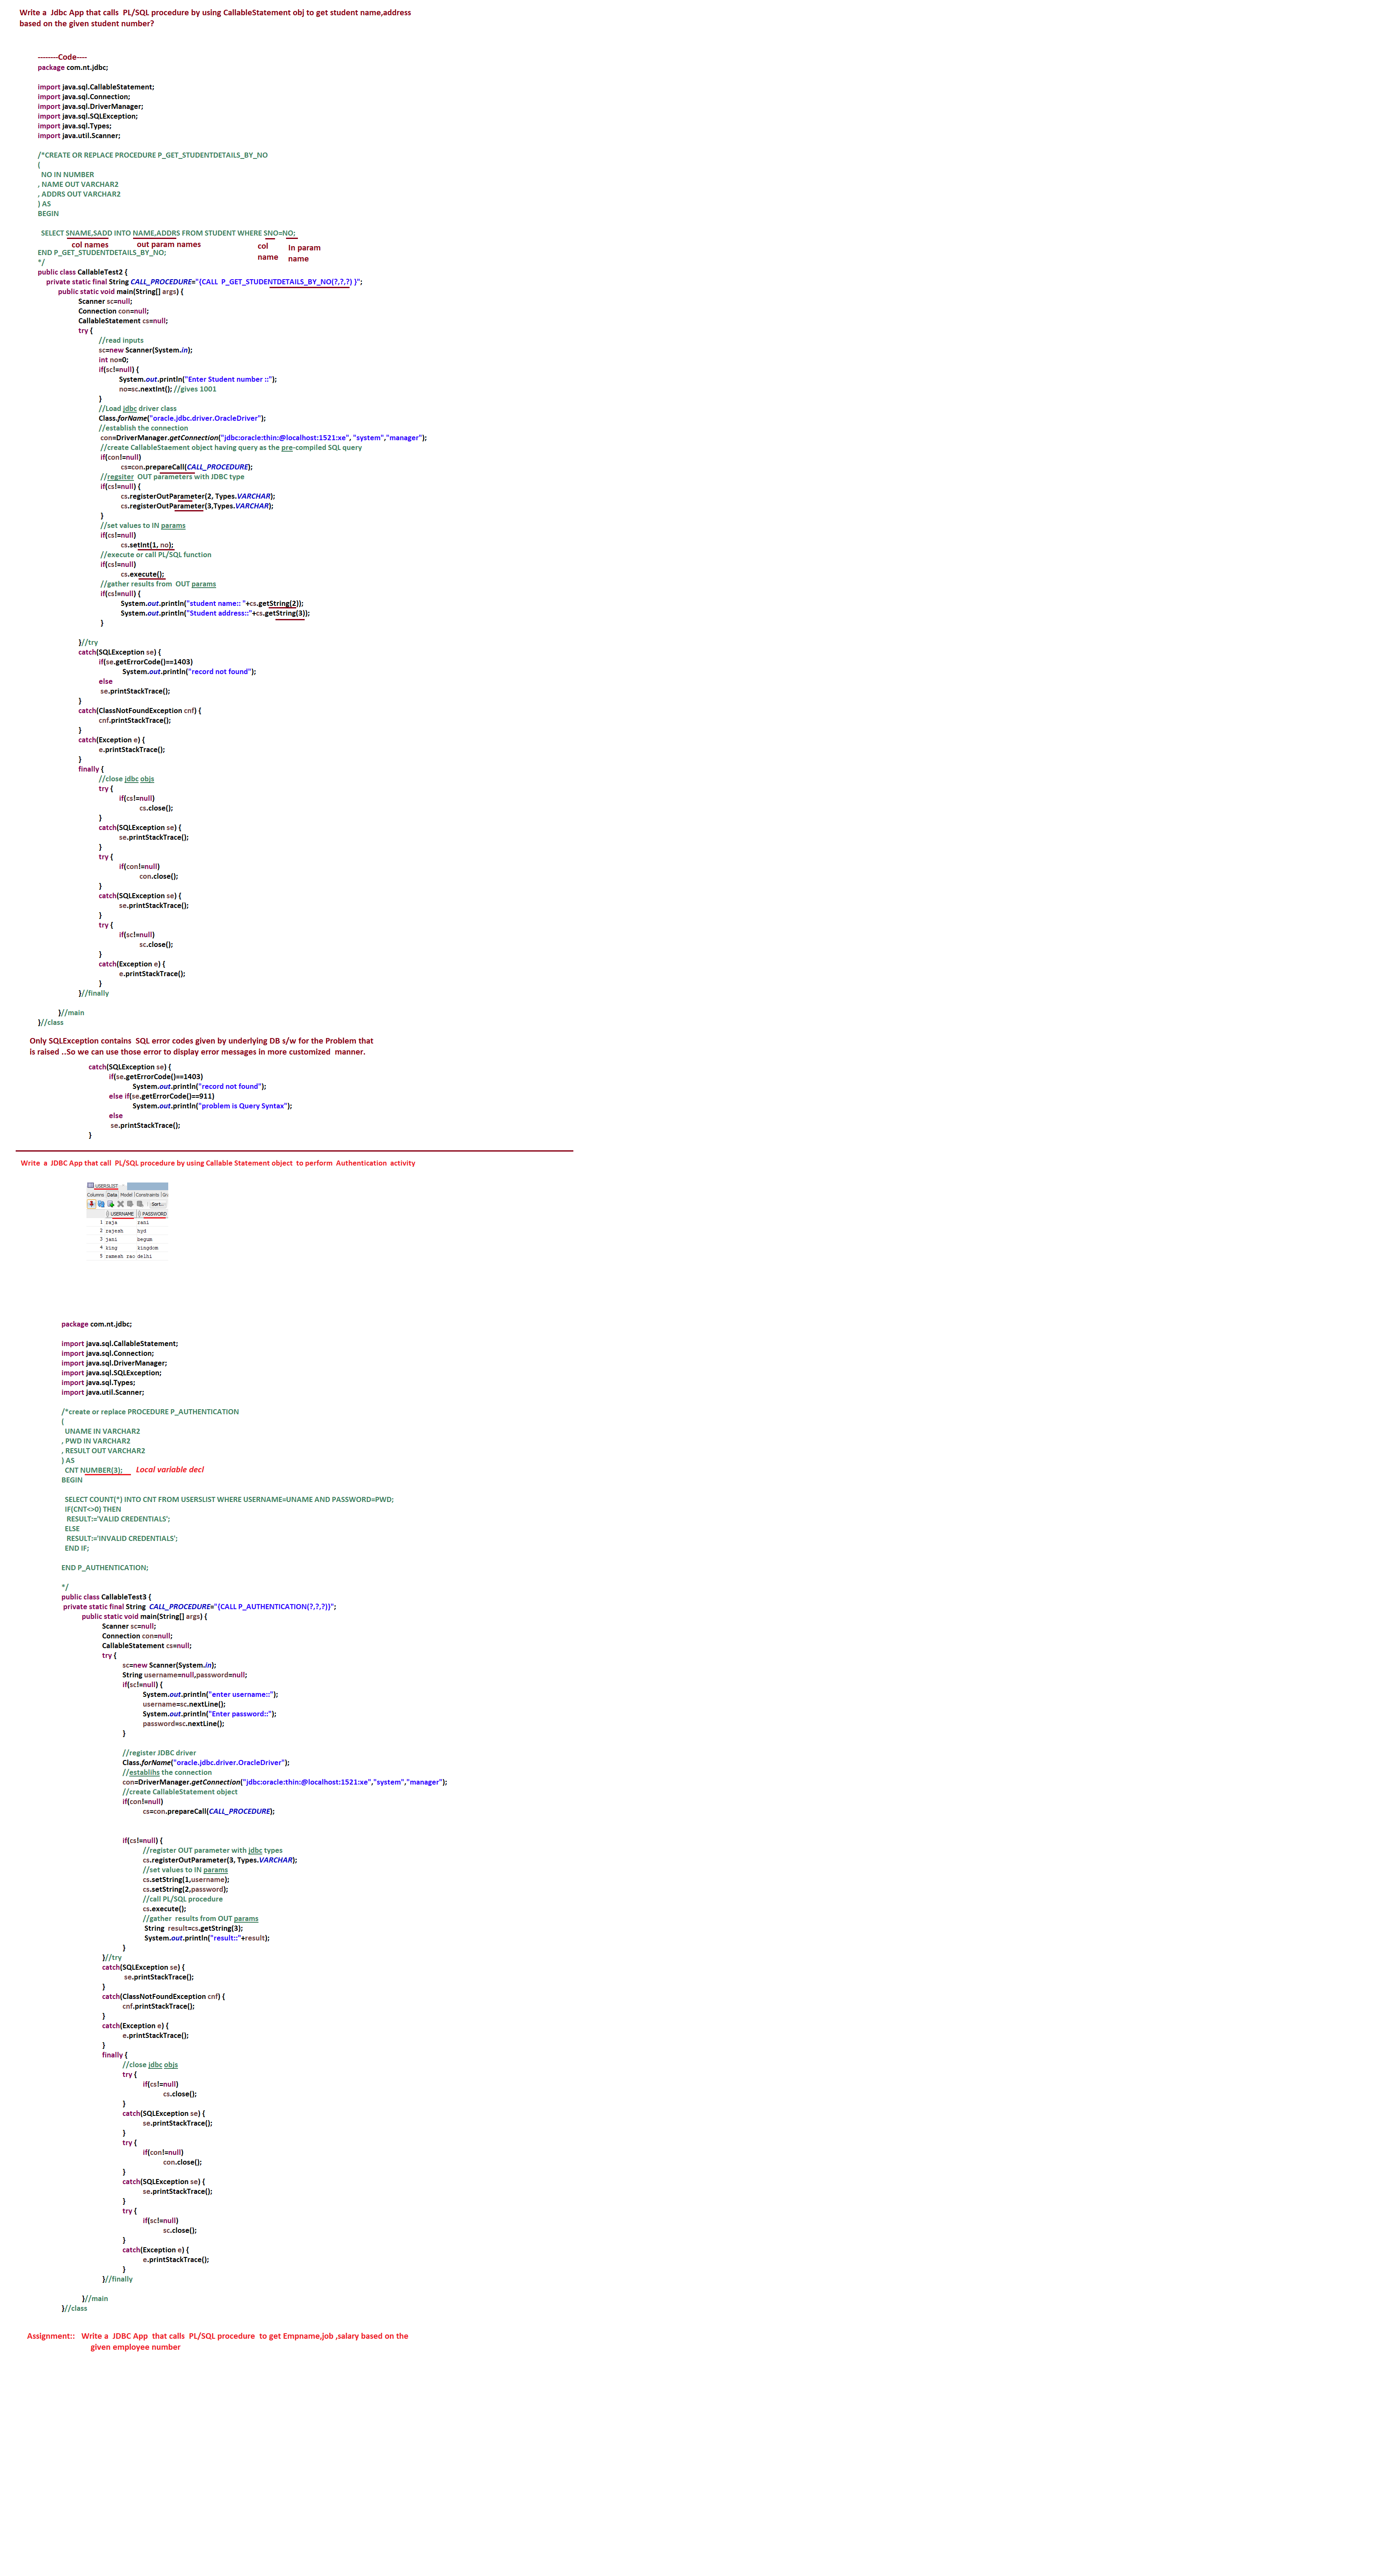 Write a  Jdbc App that calls  PL/SQL procedure by using CallableStatement obj to get student name,address
based on the given student number?
--------Code----
package com.nt.jdbc;
import java.sql.CallableStatement;
import java.sql.Connection;
import java.sql.DriverManager;
import java.sql.SQLException;
import java.sql.Types;
import java.util.Scanner;
/*CREATE OR REPLACE PROCEDURE P_GET_STUDENTDETAILS_BY_NO
(
NO IN NUMBER
, NAME OUT VARCHAR2
, ADDRS OUT VARCHAR2
) AS
BEGIN
SELECT SNAME,SADD INTO NAME,ADDRS FROM STUDENT WHERE SNO=NO;
col names out param names col name In param name
END P_GET_STUDENTDETAILS_BY_NO;
*/
public class CallableTest2 {
private static final String CALL_PROCEDURE="{CALL  P_GET_STUDENTDETAILS_BY_NO(?,?,?) }";
public static void main(String[] args) {
Scanner sc=null;
Connection con=null;
CallableStatement cs=null;
try {
//read inputs
sc=new Scanner(System.in);
int no=0;
if(sc!=null) {
System.out.println("Enter Student number ::");
no=sc.nextInt(); //gives 1001
}
//Load jdbc driver class
Class.forName("oracle.jdbc.driver.OracleDriver");
//establish the connection
con=DriverManager.getConnection("jdbc:oracle:thin:@localhost:1521:xe", "system","manager");
//create CallableStaement object having query as the pre-compiled SQL query
if(con!=null)
cs=con.prepareCall(CALL_PROCEDURE);
//regsiter  OUT parameters with JDBC type
if(cs!=null) {
cs.registerOutParameter(2, Types.VARCHAR);
cs.registerOutParameter(3,Types.VARCHAR);
}
//set values to IN params
if(cs!=null)
cs.setInt(1, no);
//execute or call PL/SQL function
if(cs!=null)
cs.execute();
//gather results from  OUT params
if(cs!=null) {
System.out.println("student name:: "+cs.getString(2));
System.out.println("Student address::"+cs.getString(3));
}
}//try
catch(SQLException se) {
if(se.getErrorCode()==1403)
System.out.println("record not found");
else
se.printStackTrace();
}
catch(ClassNotFoundException cnf) {
cnf.printStackTrace();
}
catch(Exception e) {
e.printStackTrace();
}
finally {
//close jdbc objs
try {
if(cs!=null)
cs.close();
}
catch(SQLException se) {
se.printStackTrace();
}
try {
if(con!=null)
con.close();
}
catch(SQLException se) {
se.printStackTrace();
}
try {
if(sc!=null)
sc.close();
}
catch(Exception e) {
e.printStackTrace();
}
}//finally
}//main
}//class
Only SQLException contains  SQL error codes given by underlying DB s/w for the Problem that
is raised ..So we can use those error to display error messages in more customized  manner.
catch(SQLException se) {
if(se.getErrorCode()==1403)
System.out.println("record not found");
else if(se.getErrorCode()==911)
System.out.println("problem is Query Syntax");
else
se.printStackTrace();
}
Write  a  JDBC App that call  PL/SQL procedure by using Callable Statement object  to perform  Authentication  activity
USERSLIST
Columns Data Model Constraints Gr
Sort..
USERNAME PASSWORD
1 raja rani
2 rajesh hyd
3 jani begum
4 king kingdom
5 ramesh rao delhi
package com.nt.jdbc;
import java.sql.CallableStatement;
import java.sql.Connection;
import java.sql.DriverManager;
import java.sql.SQLException;
import java.sql.Types;
import java.util.Scanner;
/*create or replace PROCEDURE P_AUTHENTICATION
(
UNAME IN VARCHAR2
, PWD IN VARCHAR2
, RESULT OUT VARCHAR2
) AS
CNT NUMBER(3); Local variable decl
BEGIN
SELECT COUNT(*) INTO CNT FROM USERSLIST WHERE USERNAME=UNAME AND PASSWORD=PWD;
IF(CNT<>0) THEN
RESULT:='VALID CREDENTIALS';
ELSE
RESULT:='INVALID CREDENTIALS';
END IF;
END P_AUTHENTICATION;
*/
public class CallableTest3 {
private static final String  CALL_PROCEDURE="{CALL P_AUTHENTICATION(?,?,?)}";
public static void main(String[] args) {
Scanner sc=null;
Connection con=null;
CallableStatement cs=null;
try {
sc=new Scanner(System.in);
String username=null,password=null;
if(sc!=null) {
System.out.println("enter username::");
username=sc.nextLine();
System.out.println("Enter password::");
password=sc.nextLine();
}
//register JDBC driver
Class.forName("oracle.jdbc.driver.OracleDriver");
//establihs the connection
con=DriverManager.getConnection("jdbc:oracle:thin:@localhost:1521:xe","system","manager");
//create CallableStatement object
if(con!=null)
cs=con.prepareCall(CALL_PROCEDURE);
if(cs!=null) {
//register OUT parameter with jdbc types
cs.registerOutParameter(3, Types.VARCHAR);
//set values to IN params
cs.setString(1,username);
cs.setString(2,password);
//call PL/SQL procedure
cs.execute();
//gather  results from OUT params
String  result=cs.getString(3);
System.out.println("result::"+result);
}
}//try
catch(SQLException se) {
se.printStackTrace();
}
catch(ClassNotFoundException cnf) {
cnf.printStackTrace();
}
catch(Exception e) {
e.printStackTrace();
}
finally {
//close jdbc objs
try {
if(cs!=null)
cs.close();
}
catch(SQLException se) {
se.printStackTrace();
}
try {
if(con!=null)
con.close();
}
catch(SQLException se) {
se.printStackTrace();
}
try {
if(sc!=null)
sc.close();
}
catch(Exception e) {
e.printStackTrace();
}
}//finally
}//main
}//class
Assignment::   Write a  JDBC App  that calls  PL/SQL procedure  to get Empname,job ,salary based on the
given employee number